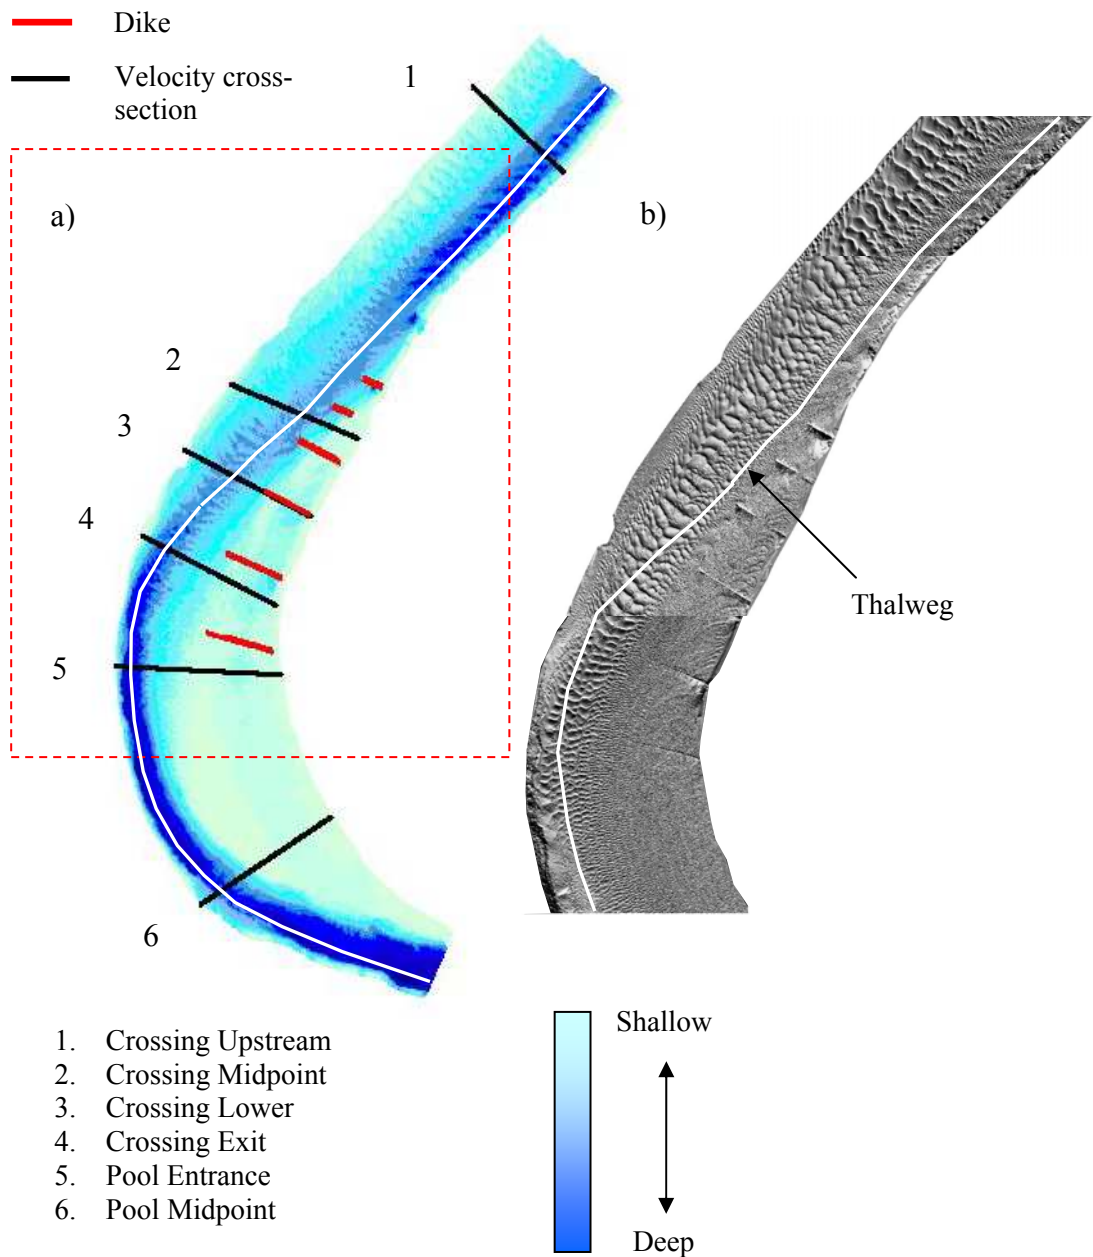 Dike
Velocity cross-
section
1
a)
b)
2
3
4
Thalweg
5
6
1. Crossing Upstream
2. Crossing Midpoint
3. Crossing Lower
4. Crossing Exit
5. Pool Entrance
6. Pool Midpoint
Shallow
Deep